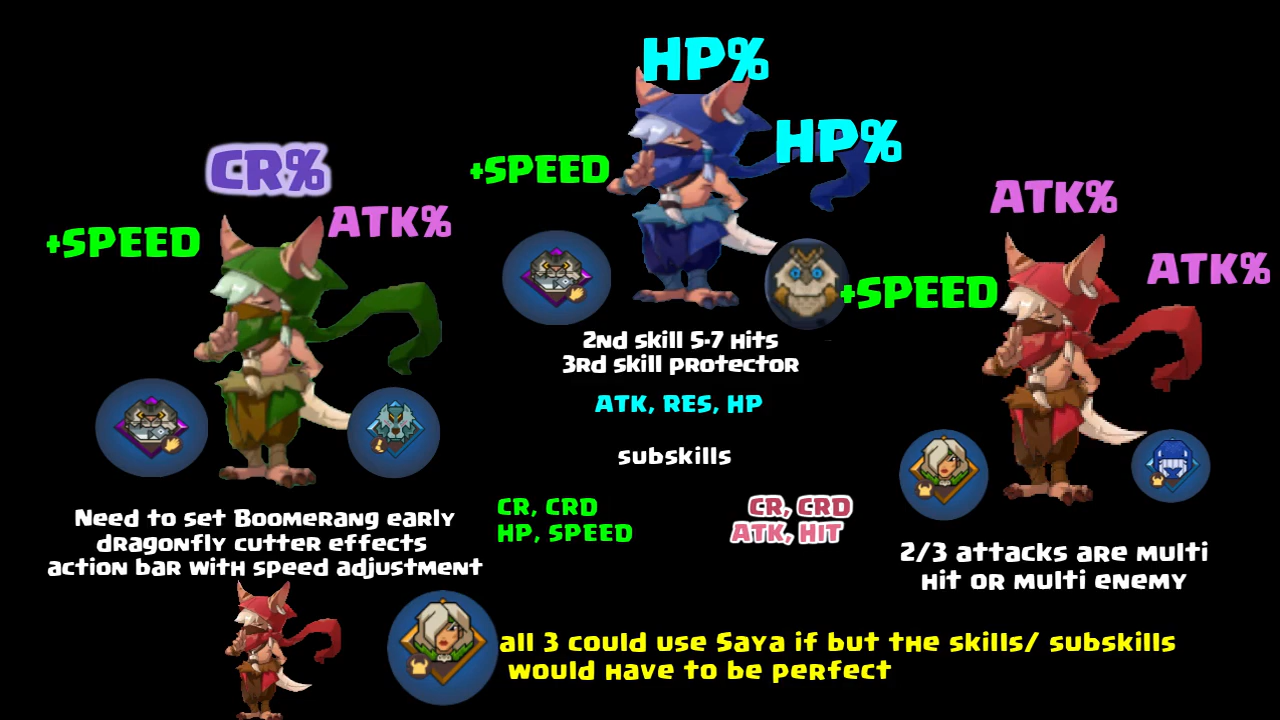 HP%
HP%
+SPEED
CR%
ATK%
+SPEED
ATK%
ATK%
+SPEED
2nd skill 5-7 Hits
3rd skill protector
ATK, RES, HP
subskills
CR, CRD
HP, SPEED
CR, CRD
ATK, HIT
Need to set Boomerang early
dragonfly cutter effects
action bar with speed adjustment
2/3 attacks are multi
Hit or multi enemy
all 3 could use Saya if but the skills/ subskills
would have to be perfect